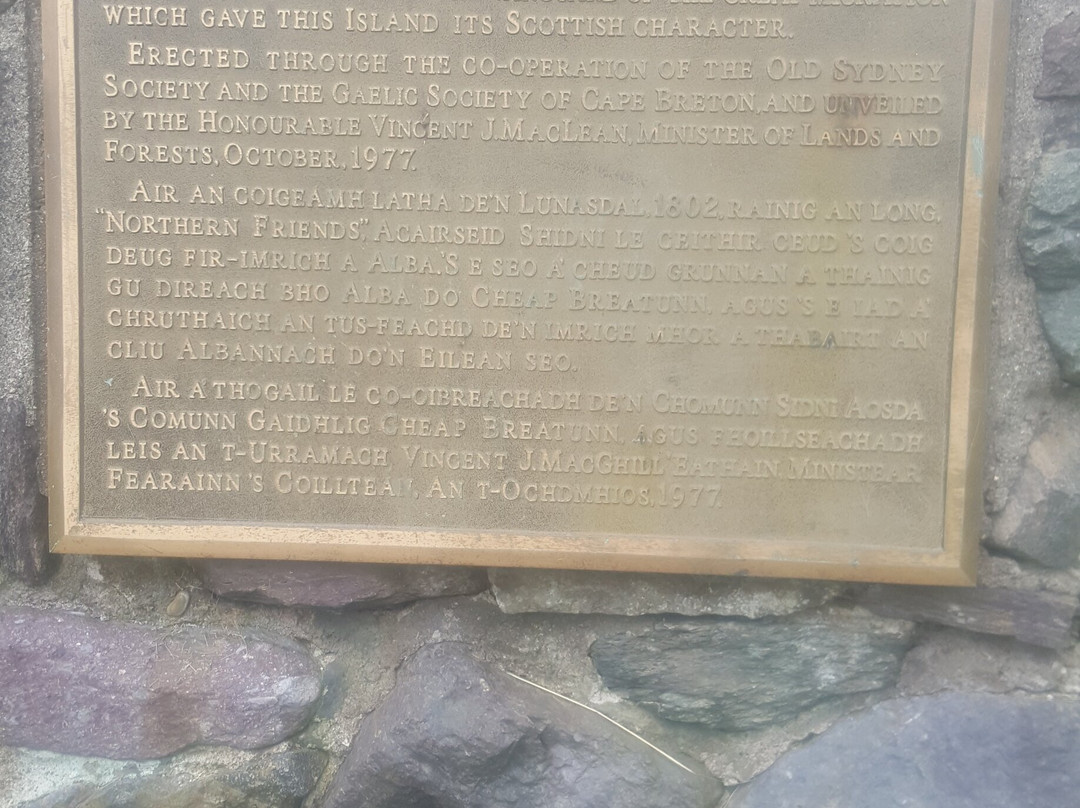 OF THE GREAT MIGRATION
WHICH GAVE THIS ISLAND ITS SCOTTISH CHARACTER.
ERECTED THROUGH THE CO-OPERATION OF THE OLD SYDNEY
SOCIETY AND THE GAELIC SOCIETY OF CAPE BRETON, AND UNVEILED
BY THE HONOURABLE VINCENT J. MACLEAN, MINISTER OF LANDS AND
FORESTS, OCTOBER, 1977.
AIR AN COIGEAMH LATHA DE'N LUNASDAL, 1802, RAINIG AN LONG,
"NORTHERN FRIENDS", ACAIRSEID SHIDNI LE CEITHIR CEUD 'S COIG
DEUG FIR-IMRICH A ALBA. 'S E SEO A' CHEUD GRUNNAN A THAINIG
GU DIREACH BHO ALBA DO CHEAP BREATUNN, AGUS 'S E IAD A
CHRUTHAICH AN TUS-FEACHD DE'N IMRICH MHOR A THABAIRT AN
CLIU ALBANNACH DO'N EILEAN SEO.
AIR A' THOGAIL LE CO-OIBREACHADH DE'N CHOMUNN SIDNI AOSDA
'S COMUNN GAIDHLIG CHEAP BREATUNN, AGUS FHOILLSEACHADH
LEIS AN T-URRAMACH VINCENT J. MACGHILL'EATHAIN, MINISTEAR
FEARAINN 'S COILLTEAN, AN T-OCHDMHIOS, 1977.